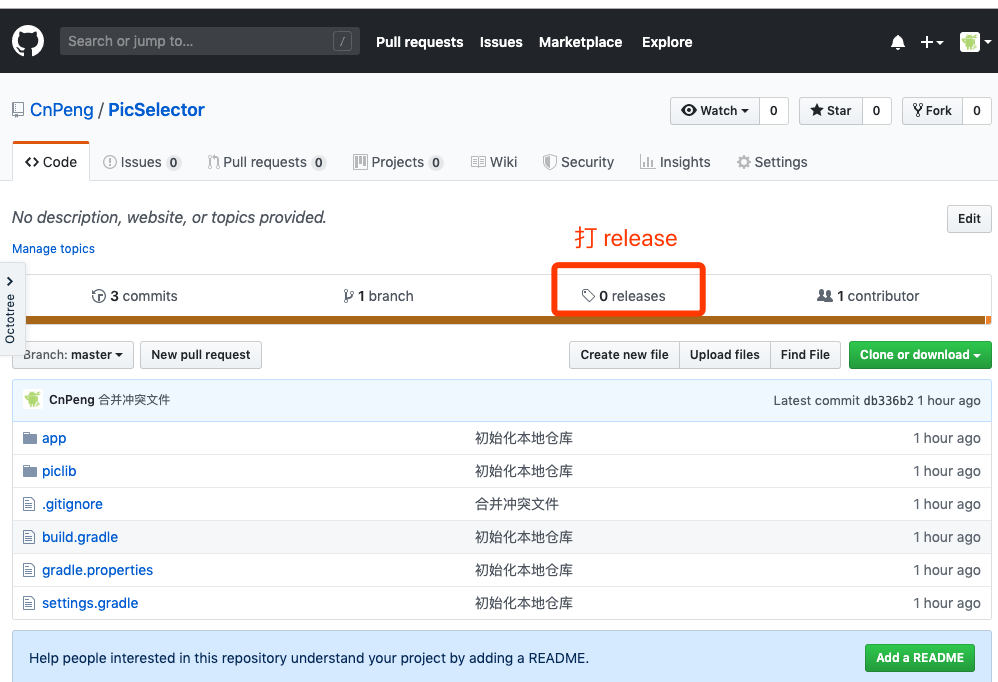 Search or jump to... / Pull requests Issues Marketplace Explore
CnPeng / PicSelector Watch 0 Star 0 Fork 0
Code Issues 0 Pull requests 0 Projects 0 Wiki Security Insights Settings
No description, website, or topics provided. Edit
打 release
Manage topics
3 commits 1 branch 0 releases 1 contributor
Octotree
Branch: master New pull request Create new file Upload files Find File Clone or download
CnPeng 合并冲突文件 Latest commit db336b2 1 hour ago
app 初始化本地仓库 1 hour ago
piclib 初始化本地仓库 1 hour ago
.gitignore 合并冲突文件 1 hour ago
build.gradle 初始化本地仓库 1 hour ago
gradle.properties 初始化本地仓库 1 hour ago
settings.gradle 初始化本地仓库 1 hour ago
Help people interested in this repository understand your project by adding a README. Add a README